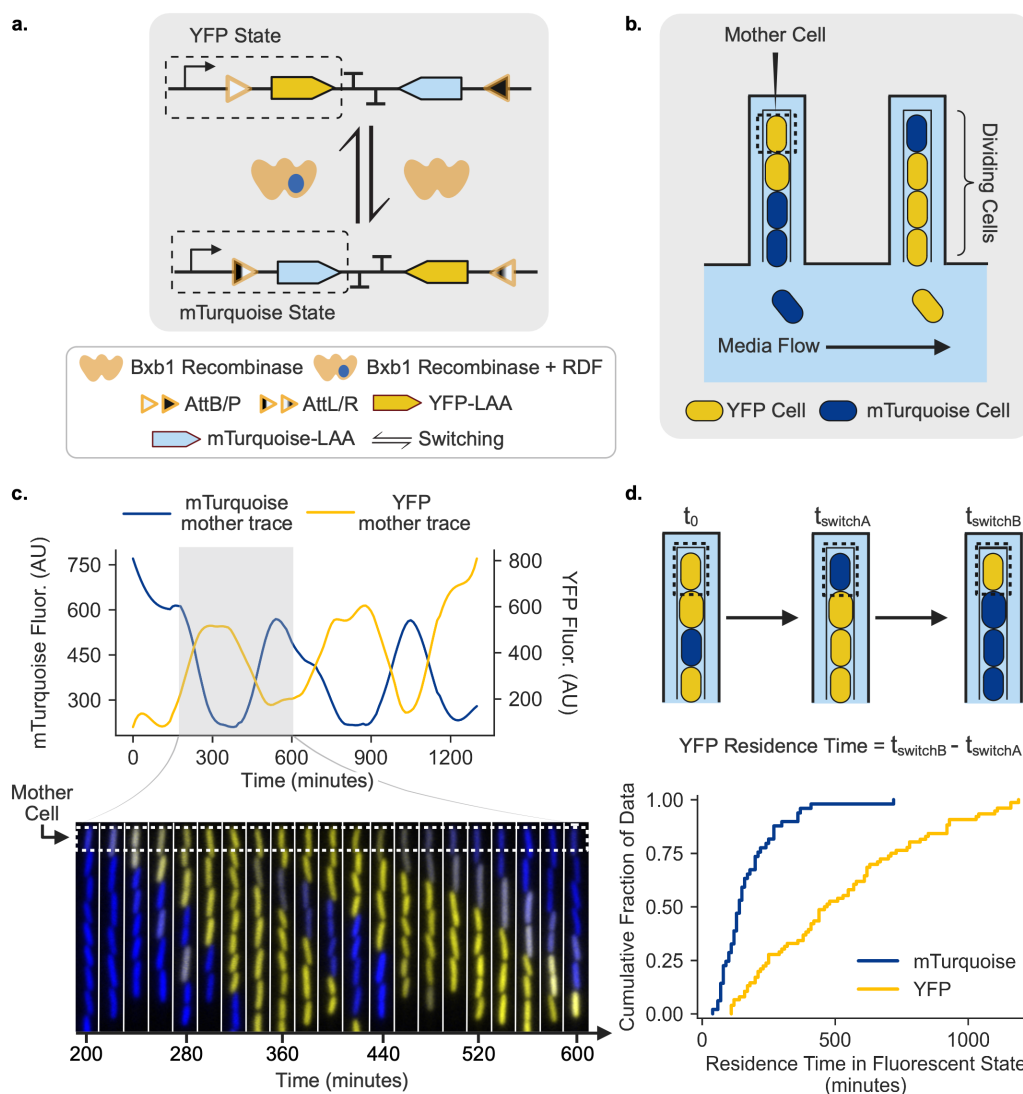 a.
YFP State
mTurquoise State
Bxb1 Recombinase
Bxb1 Recombinase + RDF
AttB/P
AttL/R
YFP-LAA
mTurquoise-LAA
Switching
b.
Mother Cell
Dividing Cells
Media Flow
YFP Cell
mTurquoise Cell
c.
mTurquoise
mother trace
YFP
mother trace
mTurquoise Fluor. (AU)
750
600
450
300
800
600
400
200
YFP Fluor. (AU)
0
300
600
900
1200
Time (minutes)
Mother
Cell
200
280
360
440
520
600
Time (minutes)
d.
t0
tswitchA
tswitchB
YFP Residence Time = tswitchB - tswitchA
Cumulative Fraction of Data
1.00
0.75
0.50
0.25
0.00
mTurquoise
YFP
0
500
1000
Residence Time in Fluorescent State
(minutes)